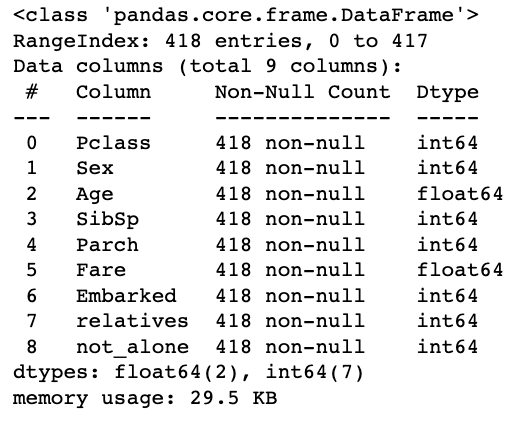 <class 'pandas.core.frame.DataFrame'>
RangeIndex: 418 entries, 0 to 417
Data columns (total 9 columns):
 #   Column     Non-Null Count  Dtype
---  ------     --------------  -----
 0   Pclass     418 non-null    int64
 1   Sex        418 non-null    int64
 2   Age        418 non-null    float64
 3   SibSp      418 non-null    int64
 4   Parch      418 non-null    int64
 5   Fare       418 non-null    float64
 6   Embarked   418 non-null    int64
 7   relatives  418 non-null    int64
 8   not_alone  418 non-null    int64
dtypes: float64(2), int64(7)
memory usage: 29.5 KB